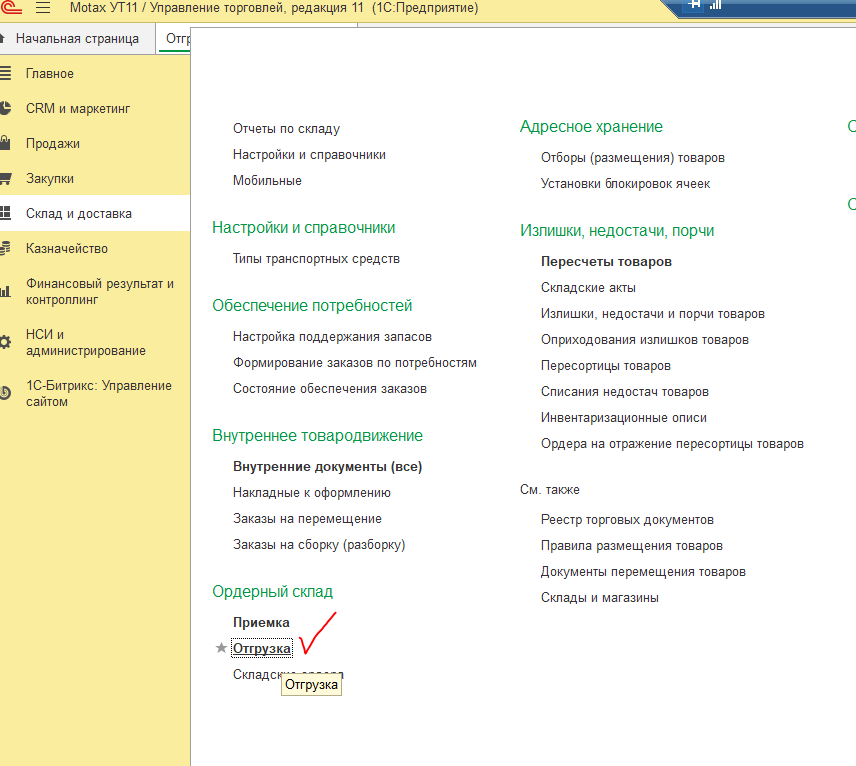 Motax УТ11 / Управление торговлей, редакция 11 (1С:Предприятие)
Начальная страница
Главное
CRM и маркетинг
Продажи
Закупки
Склад и доставка
Казначейство
Финансовый результат и
контроллинг
НСИ и
администрирование
1С-Битрикс: Управление
сайтом
Отчеты по складу
Настройки и справочники
Мобильные
Настройки и справочники
Типы транспортных средств
Обеспечение потребностей
Настройка поддержания запасов
Формирование заказов по потребностям
Состояние обеспечения заказов
Внутреннее товародвижение
Внутренние документы (все)
Накладные к оформлению
Заказы на перемещение
Заказы на сборку (разборку)
Ордерный склад
Приемка
Отгрузка
Отгрузка
Адресное хранение
Отборы (размещения) товаров
Установки блокировок ячеек
Излишки, недостачи, порчи
Пересчеты товаров
Складские акты
Излишки, недостачи и порчи товаров
Оприходования излишков товаров
Пересортицы товаров
Списания недостач товаров
Инвентаризационные описи
Ордера на отражение пересортицы товаров
См. также
Реестр торговых документов
Правила размещения товаров
Документы перемещения товаров
Склады и магазины